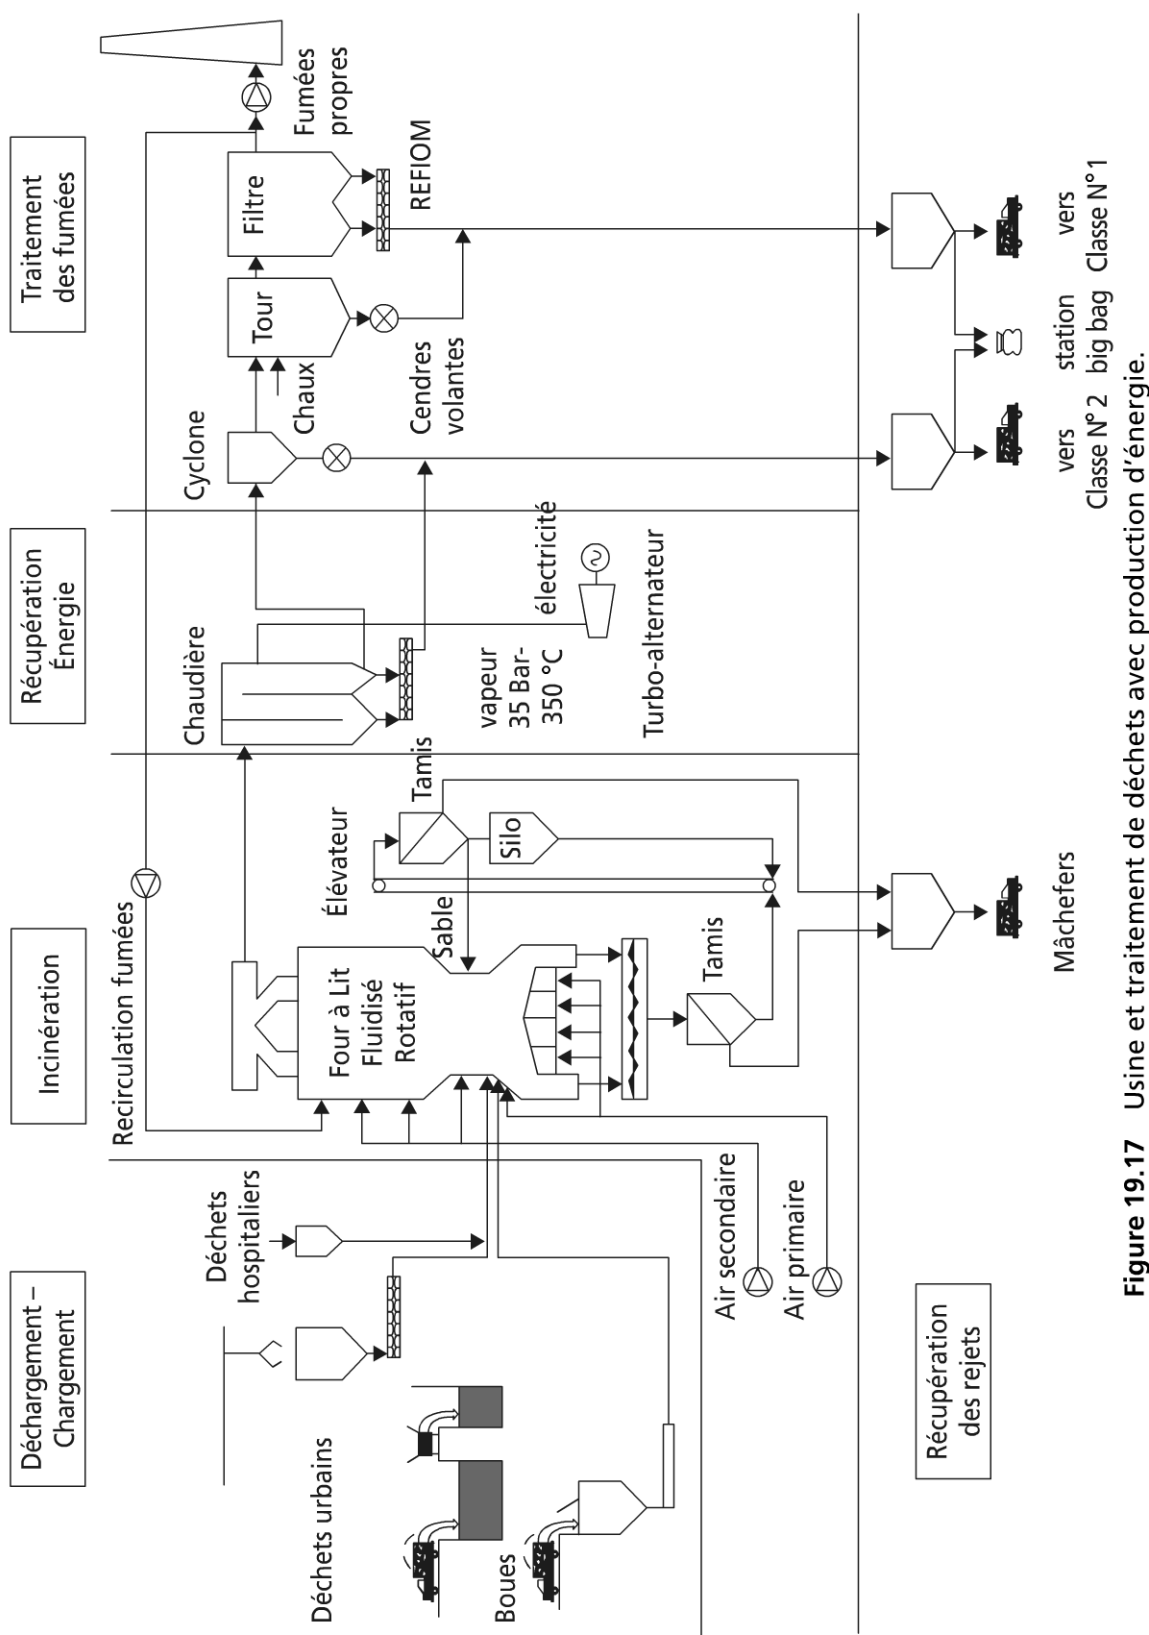 Déchargement –
Chargement
Incinération
Récupération
Énergie
Traitement
des fumées
Recirculation fumées
Déchets
hospitaliers
Déchets urbains
Boues
Air secondaire
Air primaire
Four à Lit
Fluidisé
Rotatif
Sable
Élévateur
Tamis
Silo
Tamis
Chaudière
vapeur
35 Bar-
350 °C
électricité
Turbo-alternateur
Cyclone
Chaux
Tour
Cendres
volantes
Filtre
REFIOM
Fumées
propres
Récupération
des rejets
Mâchefers
vers
Classe N° 2
station
big bag
vers
Classe N°1
Figure 19.17 Usine et traitement de déchets avec production d’énergie.